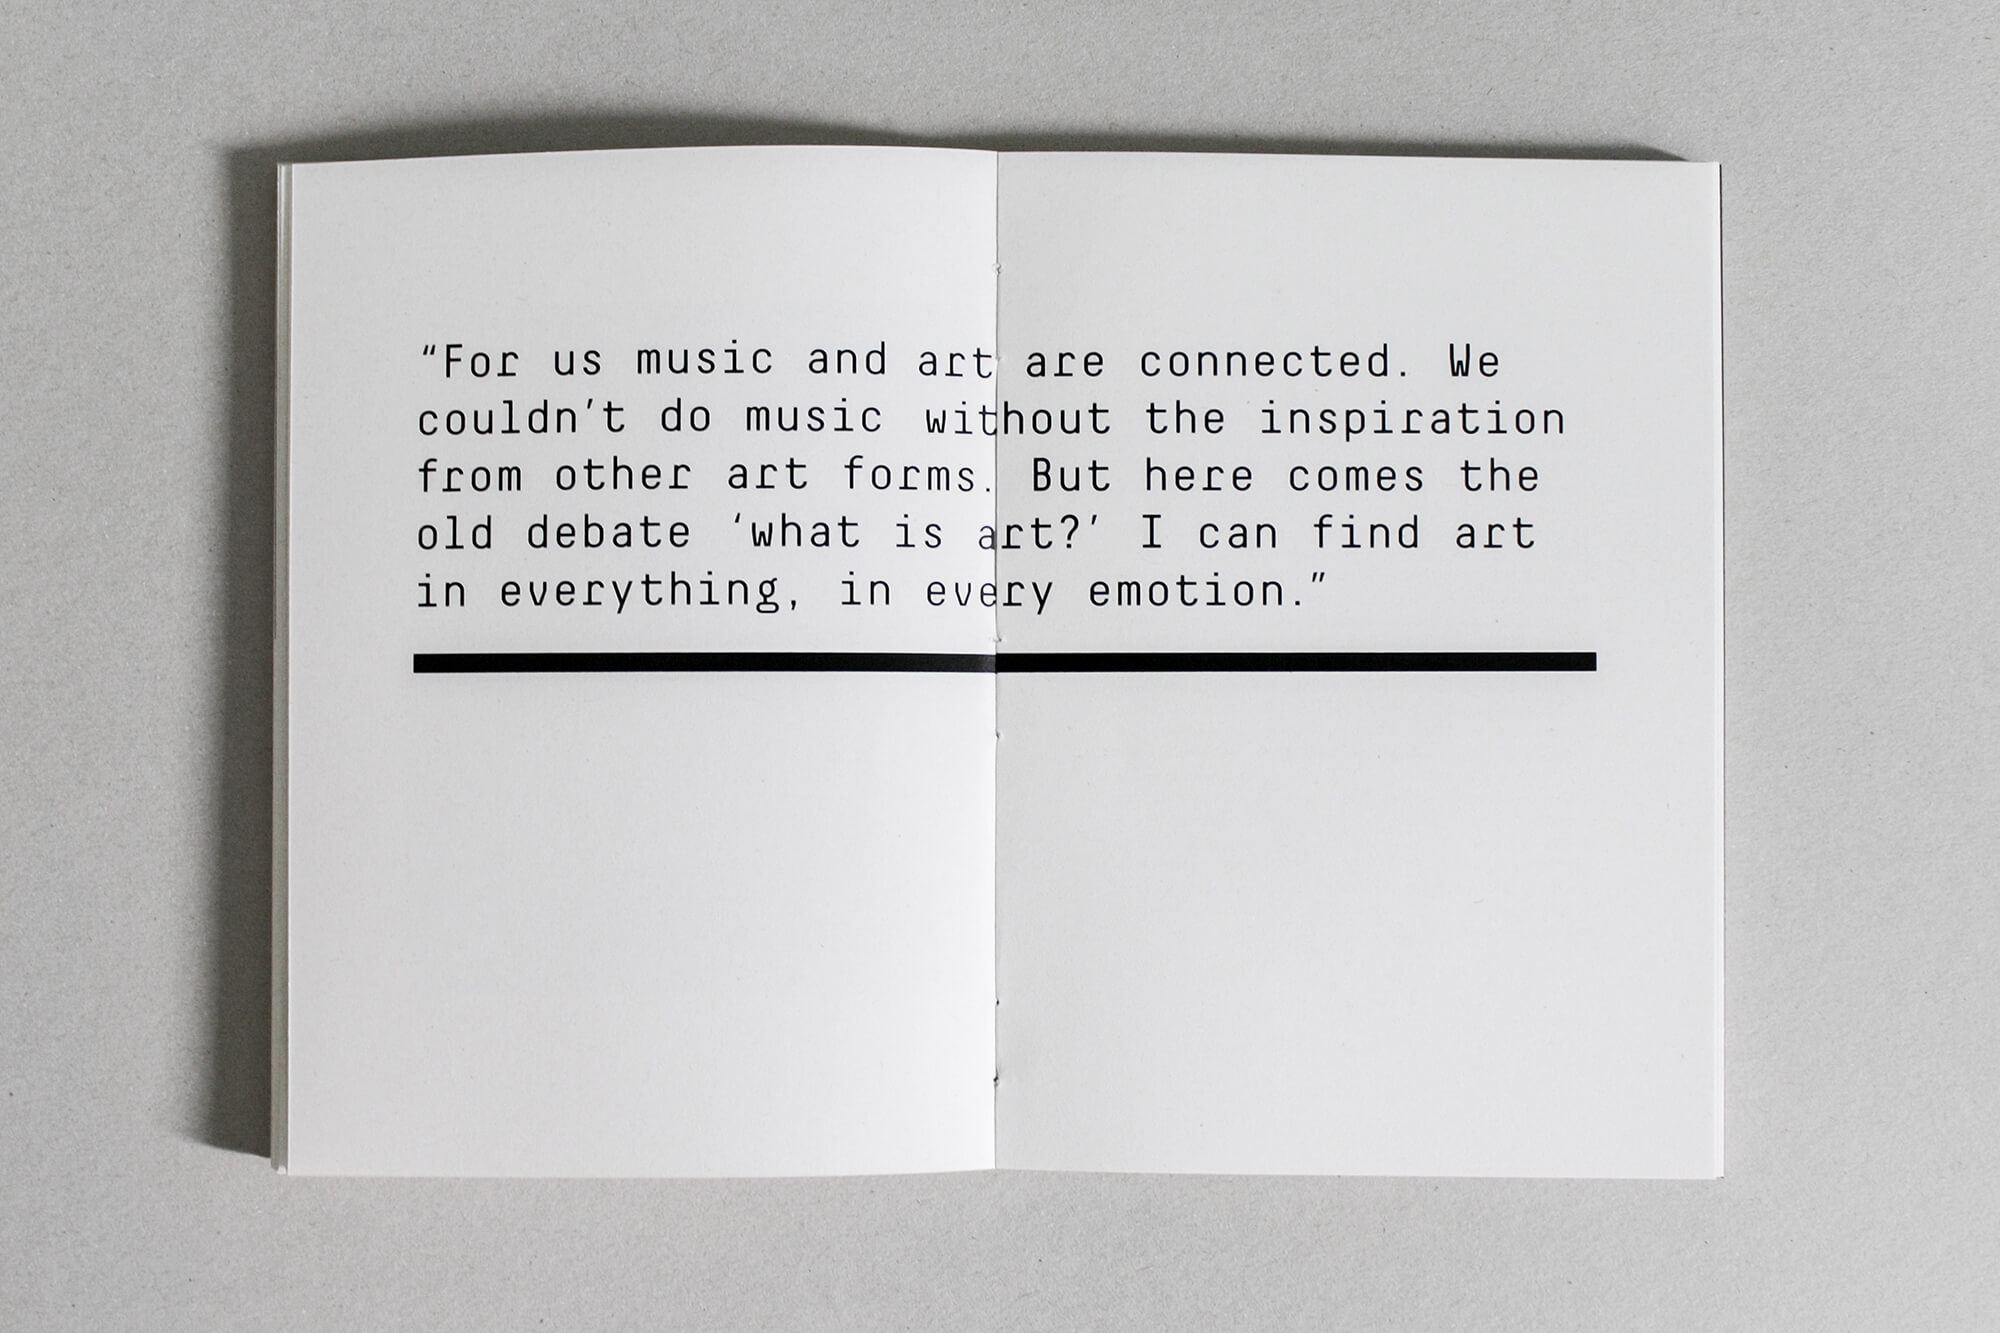 “For us music and art are connected. We
couldn’t do music without the inspiration
from other art forms. But here comes the
old debate ‘what is art?’ I can find art
in everything, in every emotion.”